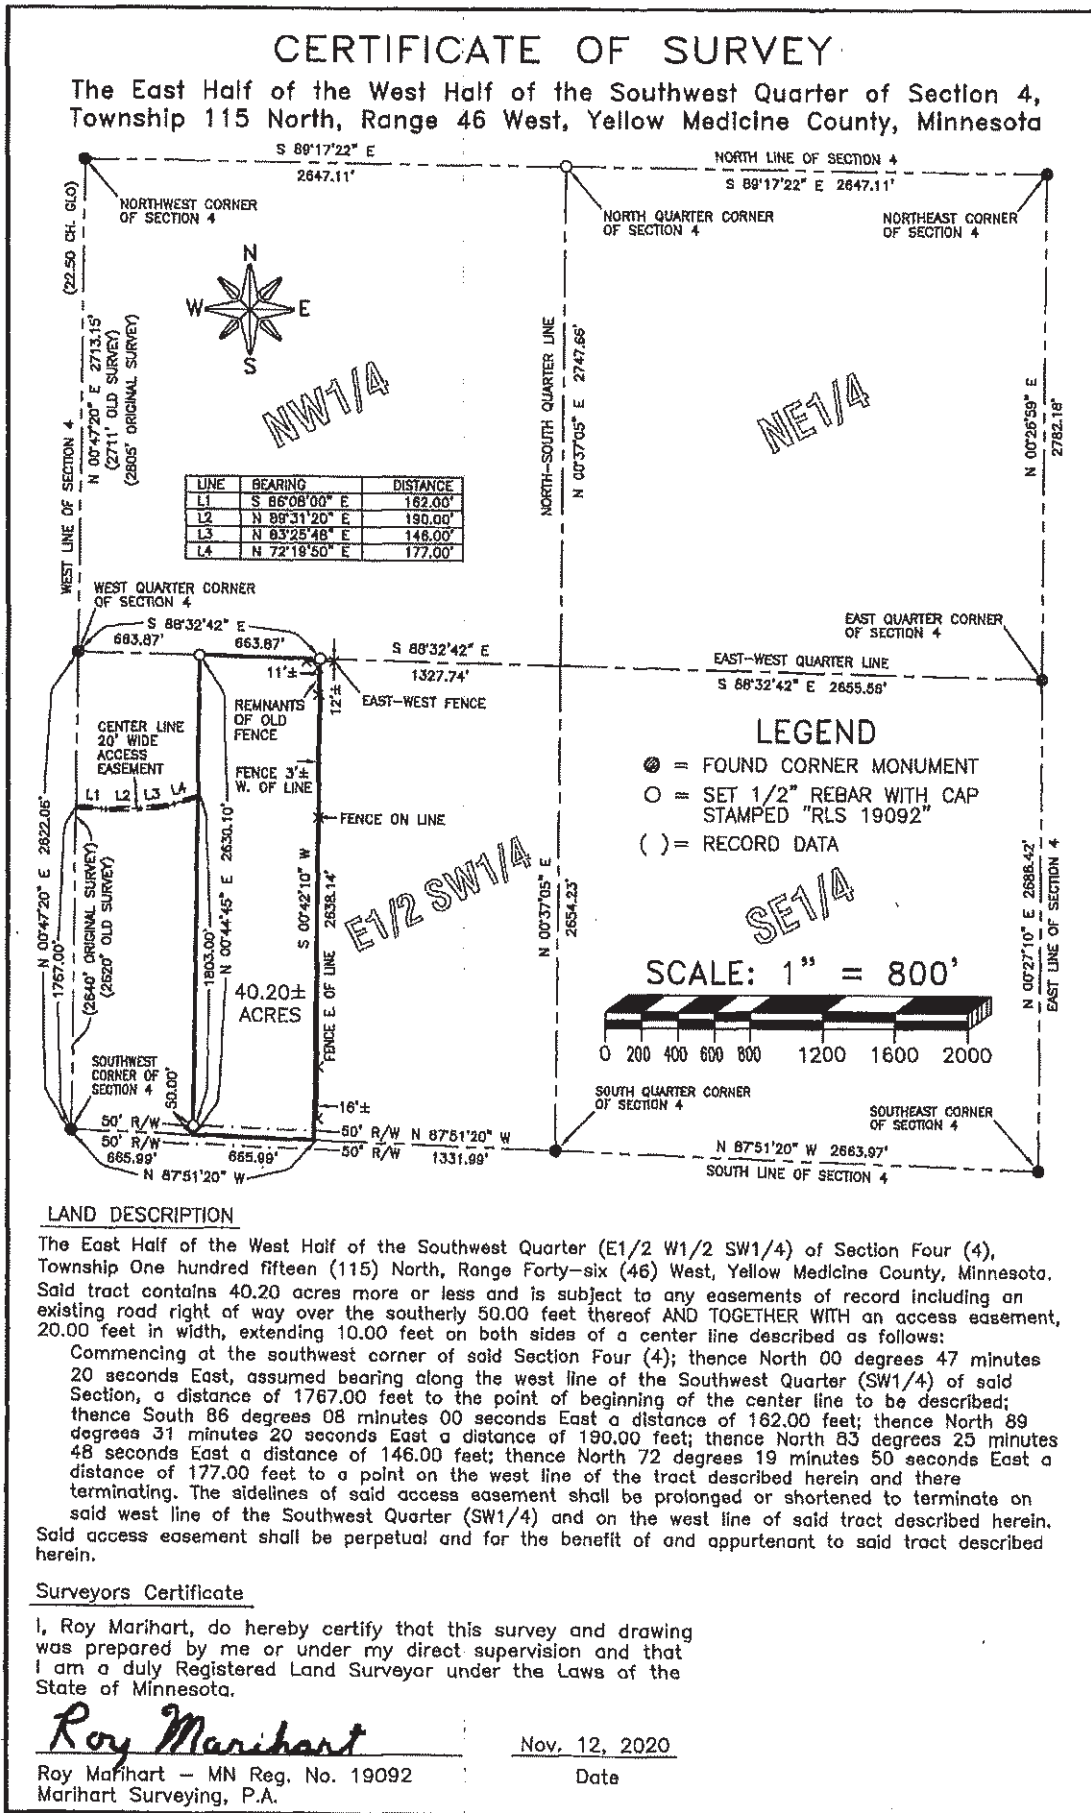 CERTIFICATE OF SURVEY
The East Half of the West Half of the Southwest Quarter of Section 4,
Township 115 North, Range 46 West, Yellow Medicine County, Minnesota
S 89°17'22" E
2647.11'
NORTH LINE OF SECTION 4
S 89°17'22" E 2647.11'
NORTHWEST CORNER
OF SECTION 4
NORTH QUARTER CORNER
OF SECTION 4
NORTHEAST CORNER
OF SECTION 4
(22.50 CH. GLO)
N
W E
S
WEST LINE OF SECTION 4
N 00°47'20" E 2713.15'
(2711' OLD SURVEY)
(2805' ORIGINAL SURVEY)
NW1/4
NORTH-SOUTH QUARTER LINE
N 00°37'05" E 2747.66'
NE1/4
N 00°26'59" E
2782.18'
LINE BEARING DISTANCE
L1 S 86°08'00" E 162.00'
L2 N 89°31'20" E 190.00'
L3 N 83°25'48" E 146.00'
L4 N 72°19'50" E 177.00'
WEST QUARTER CORNER
OF SECTION 4
S 88°32'42" E
663.87' 663.87'
S 88°32'42" E
1327.74'
EAST QUARTER CORNER
OF SECTION 4
EAST-WEST QUARTER LINE
S 88°32'42" E 2655.58'
11'±
12'±
EAST-WEST FENCE
REMNANTS
OF OLD
FENCE
CENTER LINE
20' WIDE
ACCESS
EASEMENT
L1 L2 L3 L4
FENCE 3'±
W. OF LINE
FENCE ON LINE
LEGEND
= FOUND CORNER MONUMENT
= SET 1/2" REBAR WITH CAP
STAMPED "RLS 19092"
( )= RECORD DATA
N 00°47'20" E 2622.05'
1767.00'
(2640' ORIGINAL SURVEY)
(2620' OLD SURVEY)
1803.00'
N 00°44'45" E 2630.10'
40.20±
ACRES
S 00°42'10" W 2638.14'
FENCE E. OF LINE
E1/2 SW1/4
N 00°37'05" E
2654.23'
SE1/4
N 00°27'10" E 2688.42'
EAST LINE OF SECTION 4
SCALE: 1" = 800'
0 200 400 600 800 1200 1600 2000
SOUTHWEST
CORNER OF
SECTION 4
50.00'
16'±
SOUTH QUARTER CORNER
OF SECTION 4
SOUTHEAST CORNER
OF SECTION 4
50' R/W 50' R/W N 87°51'20" W
50' R/W 50' R/W 1331.99'
665.99' 665.99'
N 87°51'20" W
N 87°51'20" W 2663.97'
SOUTH LINE OF SECTION 4
LAND DESCRIPTION
The East Half of the West Half of the Southwest Quarter (E1/2 W1/2 SW1/4) of Section Four (4),
Township One hundred fifteen (115) North, Range Forty-six (46) West, Yellow Medicine County, Minnesota.
Said tract contains 40.20 acres more or less and is subject to any easements of record including an
existing road right of way over the southerly 50.00 feet thereof AND TOGETHER WITH an access easement,
20.00 feet in width, extending 10.00 feet on both sides of a center line described as follows:
Commencing at the southwest corner of said Section Four (4); thence North 00 degrees 47 minutes
20 seconds East, assumed bearing along the west line of the Southwest Quarter (SW1/4) of said
Section, a distance of 1767.00 feet to the point of beginning of the center line to be described;
thence South 86 degrees 08 minutes 00 seconds East a distance of 162.00 feet; thence North 89
degrees 31 minutes 20 seconds East a distance of 190.00 feet; thence North 83 degrees 25 minutes
48 seconds East a distance of 146.00 feet; thence North 72 degrees 19 minutes 50 seconds East a
distance of 177.00 feet to a point on the west line of the tract described herein and there
terminating. The sidelines of said access easement shall be prolonged or shortened to terminate on
said west line of the Southwest Quarter (SW1/4) and on the west line of said tract described herein.
Said access easement shall be perpetual and for the benefit of and appurtenant to said tract described
herein.
Surveyors Certificate
I, Roy Marihart, do hereby certify that this survey and drawing
was prepared by me or under my direct supervision and that
I am a duly Registered Land Surveyor under the Laws of the
State of Minnesota.
Roy Marihart
Nov. 12, 2020
Roy Marihart – MN Reg. No. 19092
Date
Marihart Surveying, P.A.